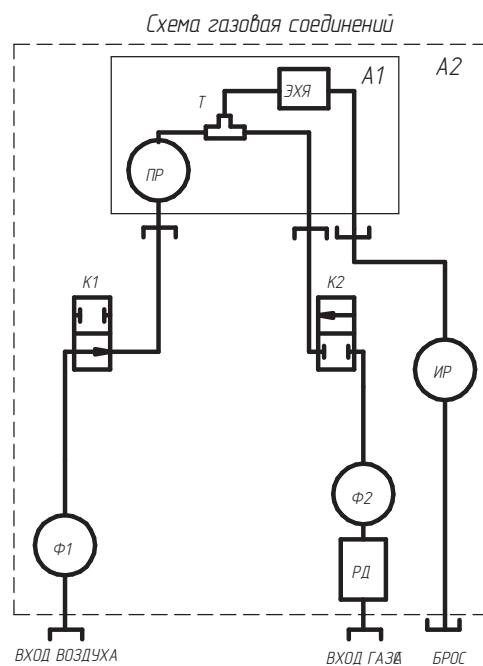 Схема газовая соединений
А1
А2
ЭХЯ
Т
ПР
К1
К2
ИР
Ф2
Ф1
РД
ВХОД ВОЗДУХА
ВХОД ГАЗА
БРОС